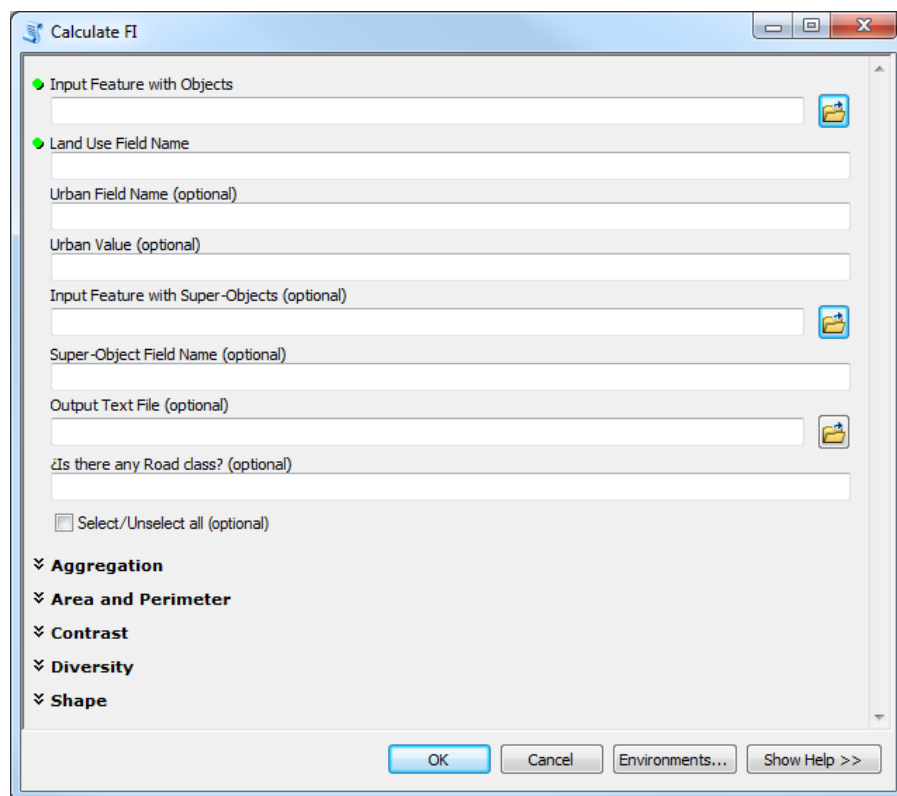 Calculate FI
Input Feature with Objects
Land Use Field Name
Urban Field Name (optional)
Urban Value (optional)
Input Feature with Super-Objects (optional)
Super-Object Field Name (optional)
Output Text File (optional)
¿Is there any Road class? (optional)
Select/Unselect all (optional)
Aggregation
Area and Perimeter
Contrast
Diversity
Shape
OK Cancel Environments... Show Help >>